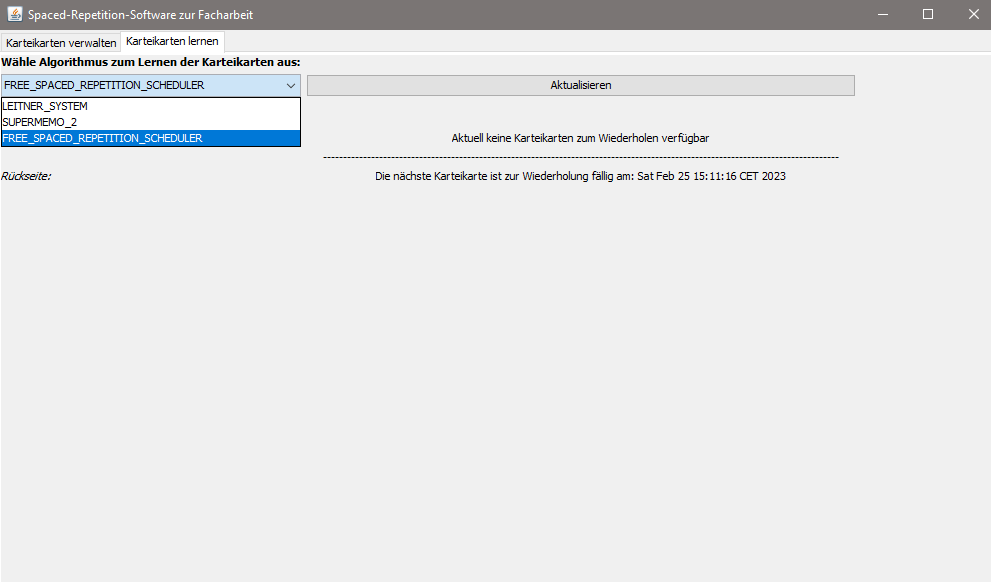 Spaced-Repetition-Software zur Facharbeit
Karteikarten verwalten Karteikarten lernen
Wähle Algorithmus zum Lernen der Karteikarten aus:
FREE_SPACED_REPETITION_SCHEDULER Aktualisieren
LEITNER_SYSTEM
SUPERMEMO_2
FREE_SPACED_REPETITION_SCHEDULER Aktuell keine Karteikarten zum Wiederholen verfügbar
Rückseite: Die nächste Karteikarte ist zur Wiederholung fällig am: Sat Feb 25 15:11:16 CET 2023